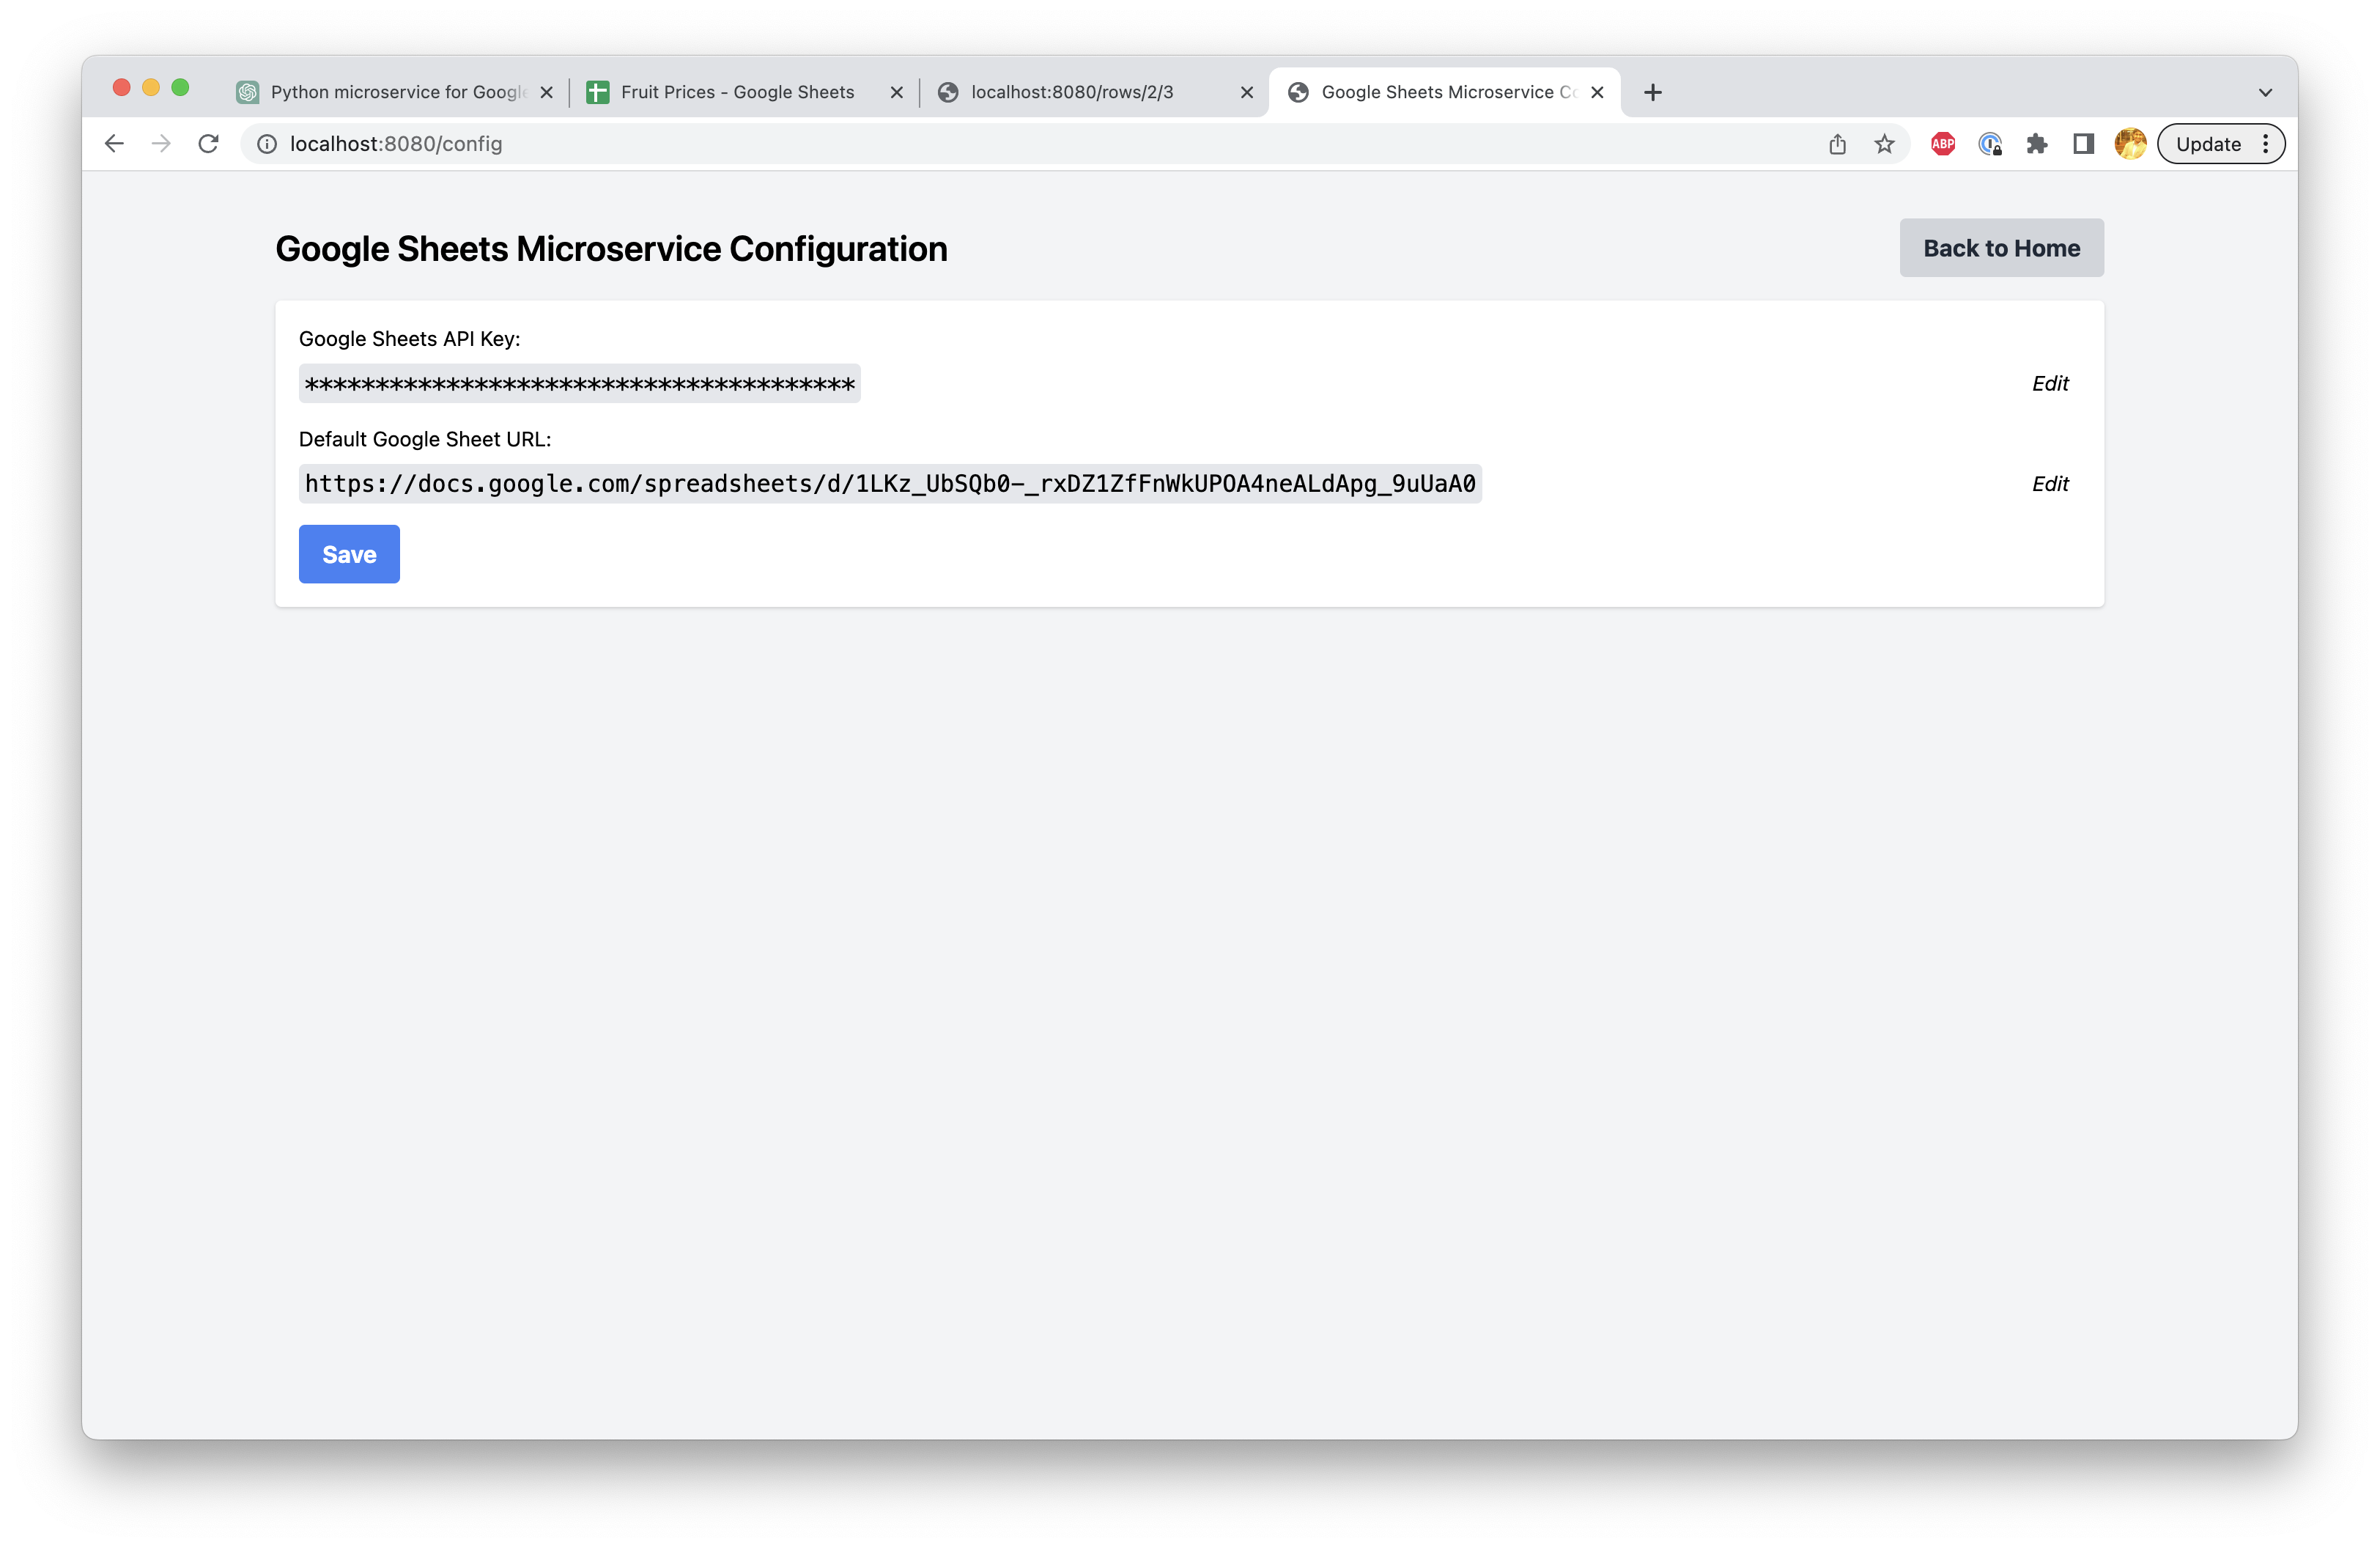 Python microservice for Google
Fruit Prices - Google Sheets
localhost:8080/rows/2/3
Google Sheets Microservice Co
localhost:8080/config
ABP
Update
Google Sheets Microservice Configuration
Back to Home
Google Sheets API Key:
***************************************
Edit
Default Google Sheet URL:
https://docs.google.com/spreadsheets/d/1LKz_UbSQb0-_rxDZ1ZfFnWkUPOA4neALdApg_9uUaA0
Edit
Save